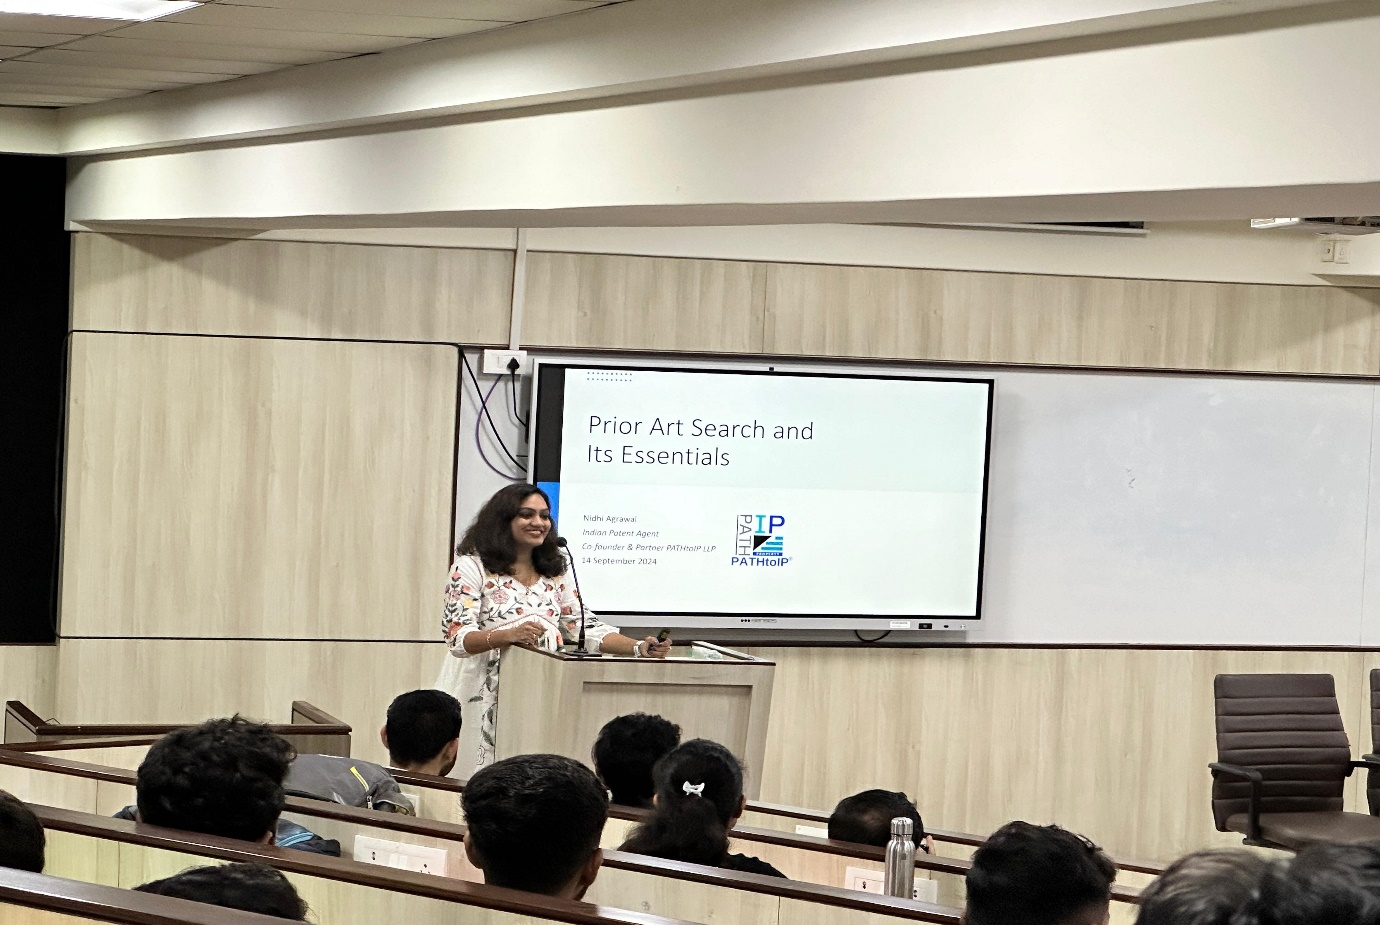 Prior Art Search and
Its Essentials
Nidhi Agrawal
Indian Patent Agent
Co-founder & Partner PATHtoIP LLP
14 September 2024
PATH
IP
PATHtoIP®